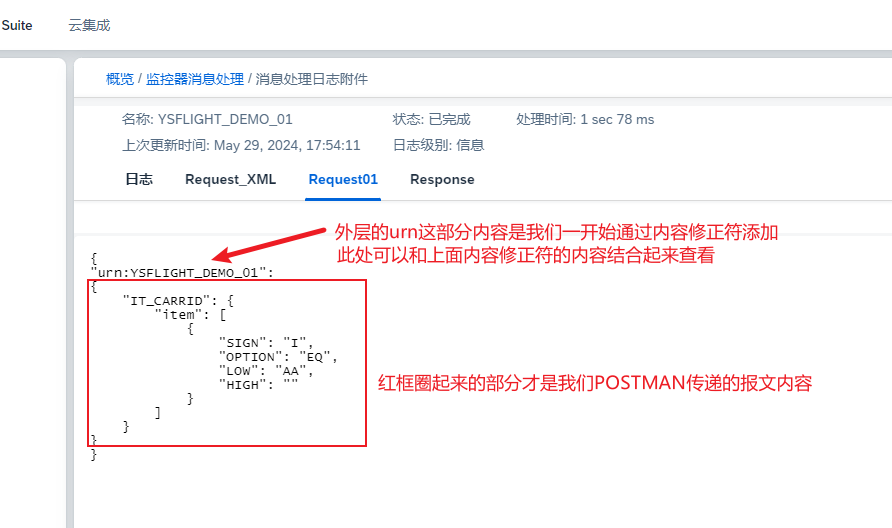 Suite 云集成
概览 / 监控器消息处理 / 消息处理日志附件
名称: YSFLIGHT_DEMO_01 状态: 已完成 处理时间: 1 sec 78 ms
上次更新时间: May 29, 2024, 17:54:11 日志级别: 信息
日志 Request_XML Request01 Response
外层的urn这部分内容是我们一开始通过内容修正符添加
此处可以和上面内容修正符的内容结合起来查看
{
"urn:YSFLIGHT_DEMO_01":
{
"IT_CARRID": {
"item": [
{
"SIGN": "I",
"OPTION": "EQ",
"LOW": "AA",
"HIGH": ""
}
]
}
}
}
红框圈起来的部分才是我们POSTMAN传递的报文内容